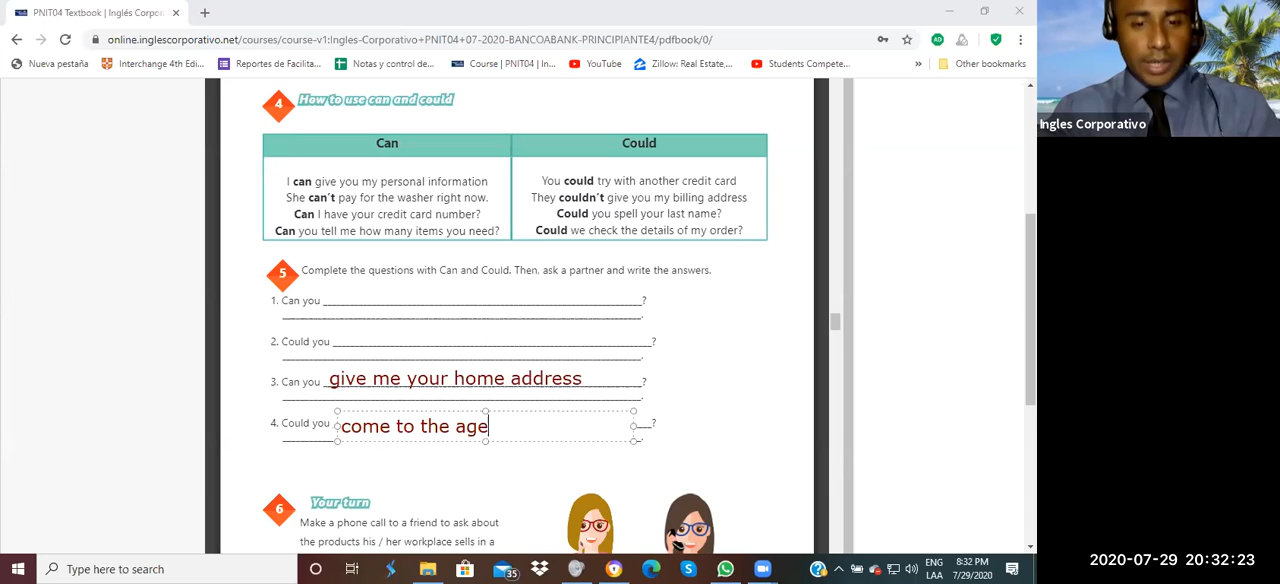 PNIT04 Textbook | Inglés Corpor
online.inglescorporativo.net/courses/course-v1:Ingles-Corporativo+PNIT04+07-2020-BANCOABANK-PRINCIPIANTE4/pdfbook/0/
Nueva pestaña Interchange 4th Edi... Reportes de Facilita... Notas y control de... Course | PNIT04 | In... YouTube Zillow: Real Estate,... Students Compete... » Other bookmarks
Ingles Corporativo
4 How to use can and could
Can Could
I can give you my personal information You could try with another credit card
She can't pay for the washer right now. They couldn't give you my billing address
Can I have your credit card number? Could you spell your last name?
Can you tell me how many items you need? Could we check the details of my order?
5 Complete the questions with Can and Could. Then, ask a partner and write the answers.
1. Can you ______________________________?
______________________________.
2. Could you ______________________________?
______________________________.
3. Can you give me your home address ?
______________________________.
4. Could you come to the age ___?
__________.
6 Your turn
Make a phone call to a friend to ask about
the products his / her workplace sells in a
Type here to search 35 ENG LAA 8:32 PM 7/29/2020
2020-07-29 20:32:23